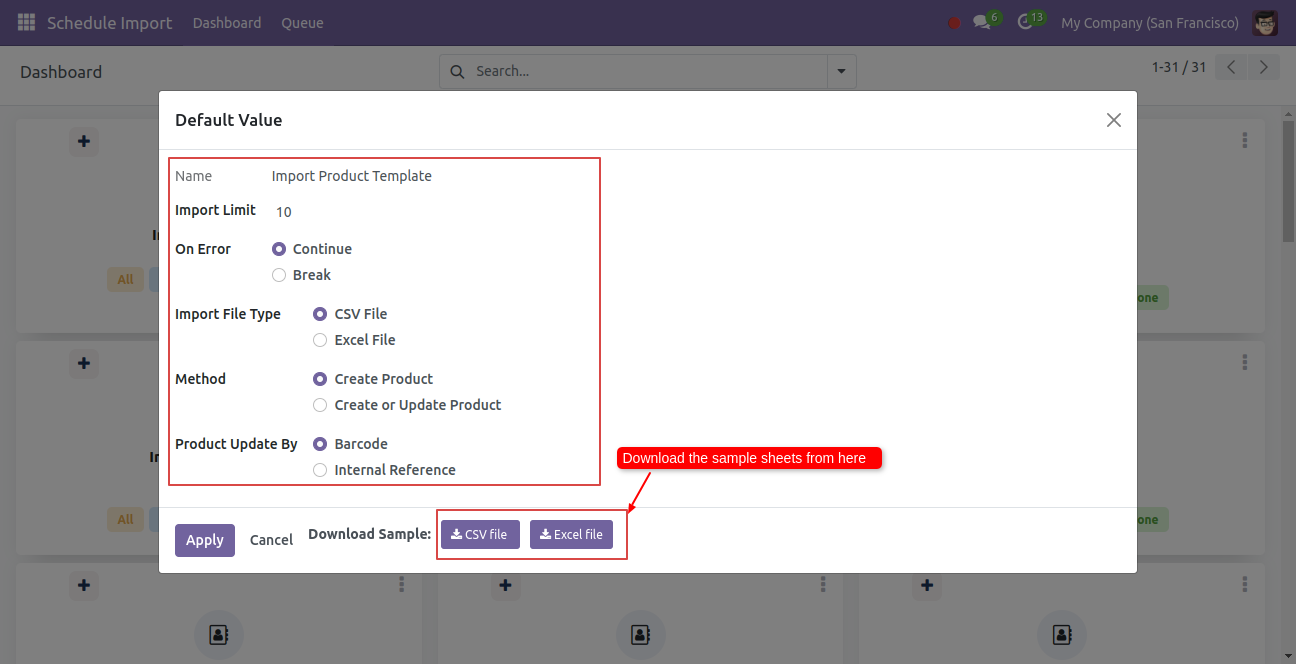 Schedule Import Dashboard Queue 6 13 My Company (San Francisco)
Dashboard Search... 1-31 / 31
Default Value
Name Import Product Template
Import Limit 10
On Error Continue
Break
All
Import File Type CSV File
Excel File
Method Create Product
Create or Update Product
Product Update By Barcode
Internal Reference
Download the sample sheets from here
All
Apply Cancel Download Sample: CSV file Excel file